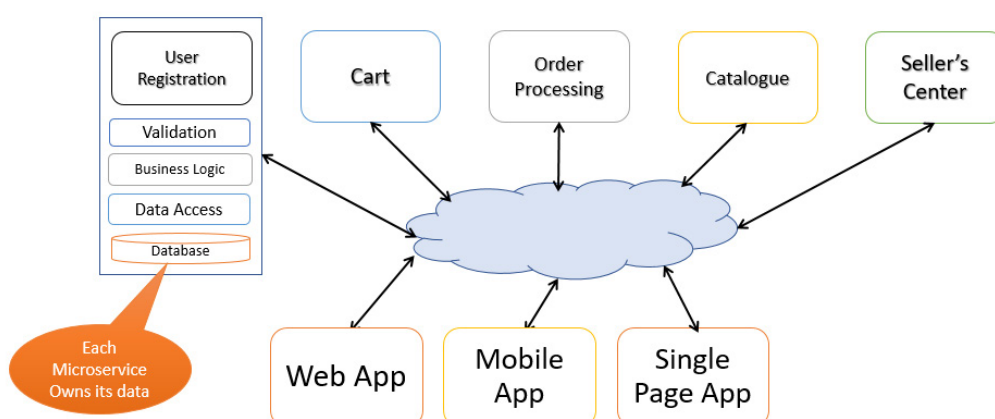 User
Registration
Validation
Business Logic
Data Access
Database
Cart
Order
Processing
Catalogue
Seller's
Center
Each
Microservice
Owns its data
Web App
Mobile
App
Single
Page App